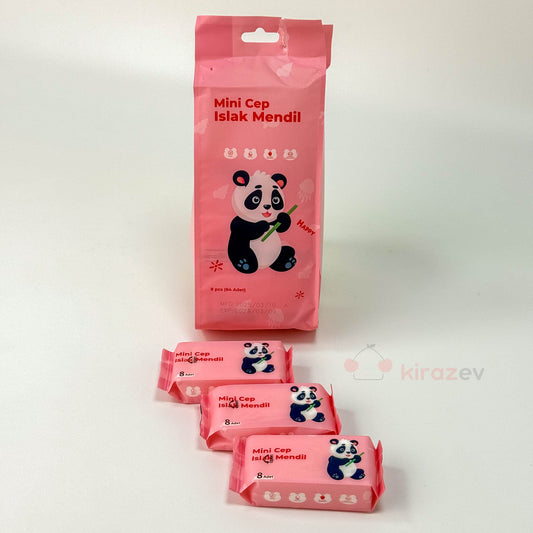 Mini Cep
Islak Mendil
HAPPY
8 pcs (64 Adet)
Mini Cep
Islak Mendil
8 Adet
Mini Cep
Islak Mendil
8 Adet
Mini Cep
Islak Mendil
8 Adet
kirazev